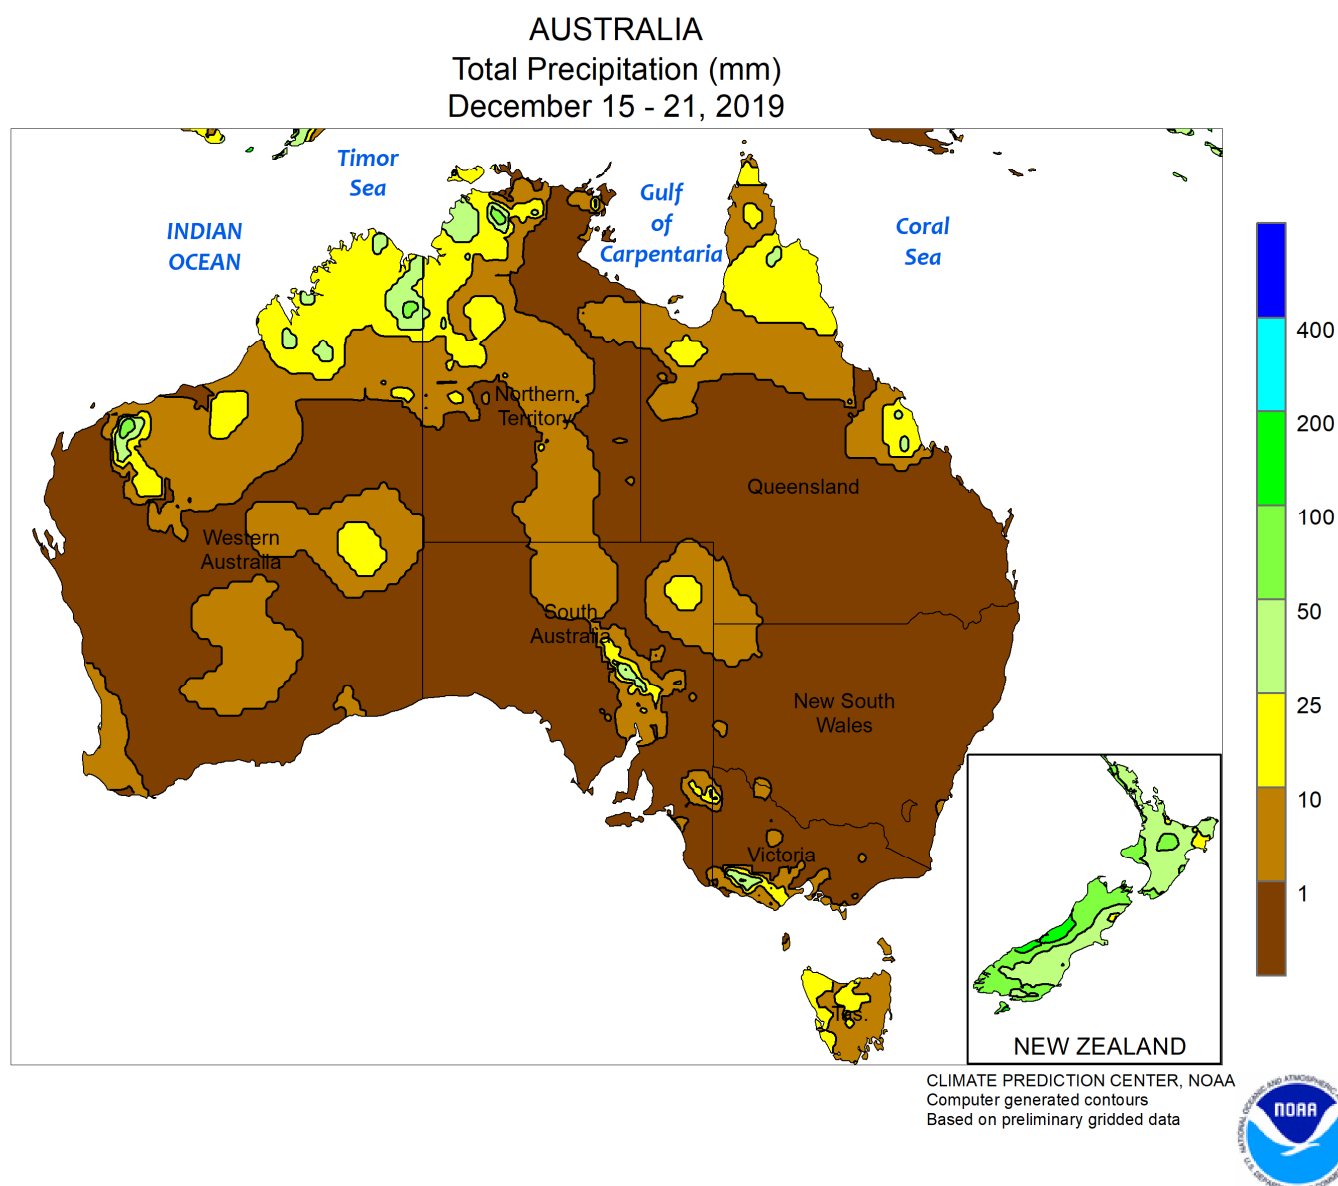 AUSTRALIA
Total Precipitation (mm)
December 15 - 21, 2019
Timor
Sea
Gulf
of
Carpentaria
INDIAN
OCEAN
Coral
Sea
400
200
100
50
25
10
1
Northern
Territory
Queensland
Western
Australia
South
Australia
New South
Wales
Victoria
Tas.
NEW ZEALAND
CLIMATE PREDICTION CENTER, NOAA
Computer generated contours
Based on preliminary gridded data
NOAA